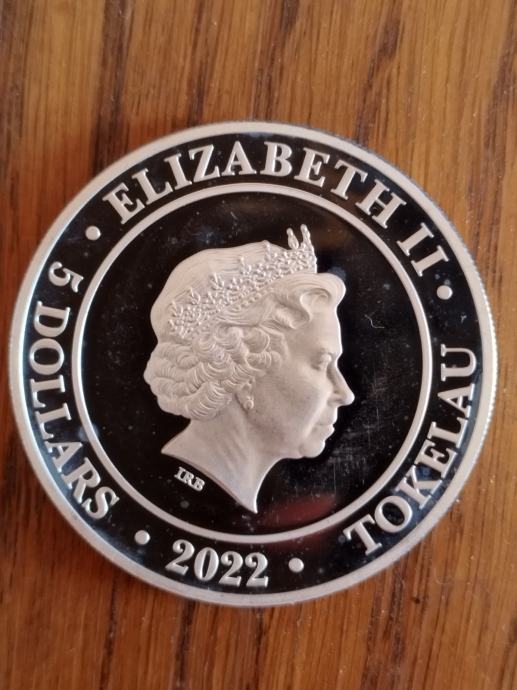 ELIZABETH II
TOKELAU
2022
5 DOLLARS
IRB